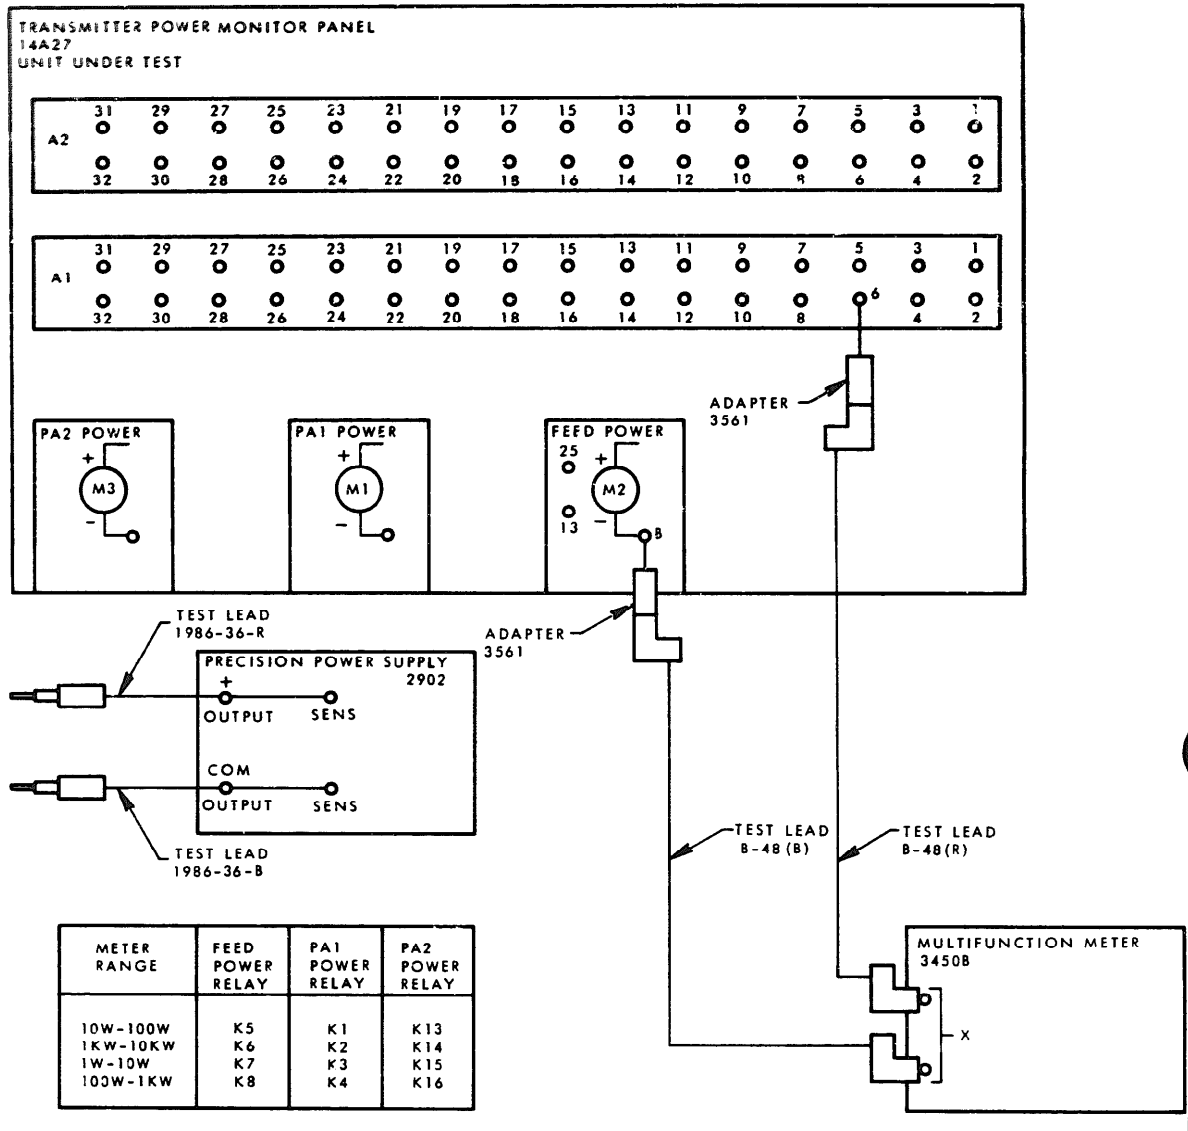 TRANSMITTER POWER MONITOR PANEL
14A27
UNIT UNDER TEST
31 29 27 25 23 21 19 17 15 13 11 9 7 5 3 1
A2
32 30 28 26 24 22 20 18 16 14 12 10 8 6 4 2
31 29 27 25 23 21 19 17 15 13 11 9 7 5 3 1
A1
6
32 30 28 26 24 22 20 18 16 14 12 10 8 4 2
ADAPTER
3561
PA2 POWER
+
M3
-
PA1 POWER
+
M1
-
FEED POWER
25
+
M2
13
-
B
ADAPTER
3561
TEST LEAD
1986-36-R
PRECISION POWER SUPPLY
2902
+
OUTPUT SENS
COM
OUTPUT SENS
TEST LEAD
1986-36-B
TEST LEAD
B-48(B)
TEST LEAD
B-48(R)
MULTIFUNCTION METER
3450B
X
METER RANGE FEED POWER RELAY PA1 POWER RELAY PA2 POWER RELAY
10W-100W K5 K1 K13
1KW-10KW K6 K2 K14
1W-10W K7 K3 K15
100W-1KW K8 K4 K16